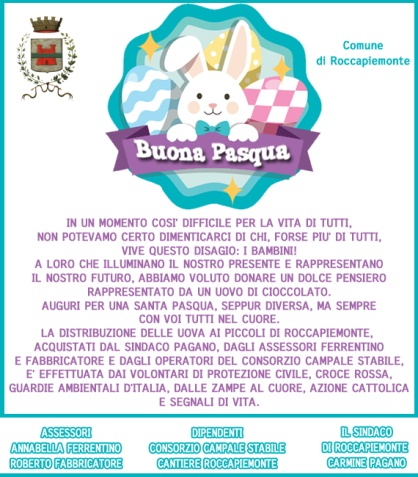 Comune
di Roccapiemonte
Buona Pasqua
IN UN MOMENTO COSI' DIFFICILE PER LA VITA DI TUTTI,
NON POTEVAMO CERTO DIMENTICARCI DI CHI, FORSE PIU' DI TUTTI,
VIVE QUESTO DISAGIO: I BAMBINI!
A LORO CHE ILLUMINANO IL NOSTRO PRESENTE E RAPPRESENTANO
IL NOSTRO FUTURO, ABBIAMO VOLUTO DONARE UN DOLCE PENSIERO
RAPPRESENTATO DA UN UOVO DI CIOCCOLATO.
AUGURI PER UNA SANTA PASQUA, SEPPUR DIVERSA, MA SEMPRE
CON VOI TUTTI NEL CUORE.
LA DISTRIBUZIONE DELLE UOVA AI PICCOLI DI ROCCAPIEMONTE,
ACQUISTATI DAL SINDACO PAGANO, DAGLI ASSESSORI FERRENTINO
E FABBRICATORE E DAGLI OPERATORI DEL CONSORZIO CAMPALE STABILE,
E' EFFETTUATA DAI VOLONTARI DI PROTEZIONE CIVILE, CROCE ROSSA,
GUARDIE AMBIENTALI D'ITALIA, DALLE ZAMPE AL CUORE, AZIONE CATTOLICA
E SEGNALI DI VITA.
ASSESSORI
ANNABELLA FERRENTINO
ROBERTO FABBRICATORE
DIPENDENTI
CONSORZIO CAMPALE STABILE
CANTIERE ROCCAPIEMONTE
IL SINDACO
DI ROCCAPIEMONTE
CARMINE PAGANO